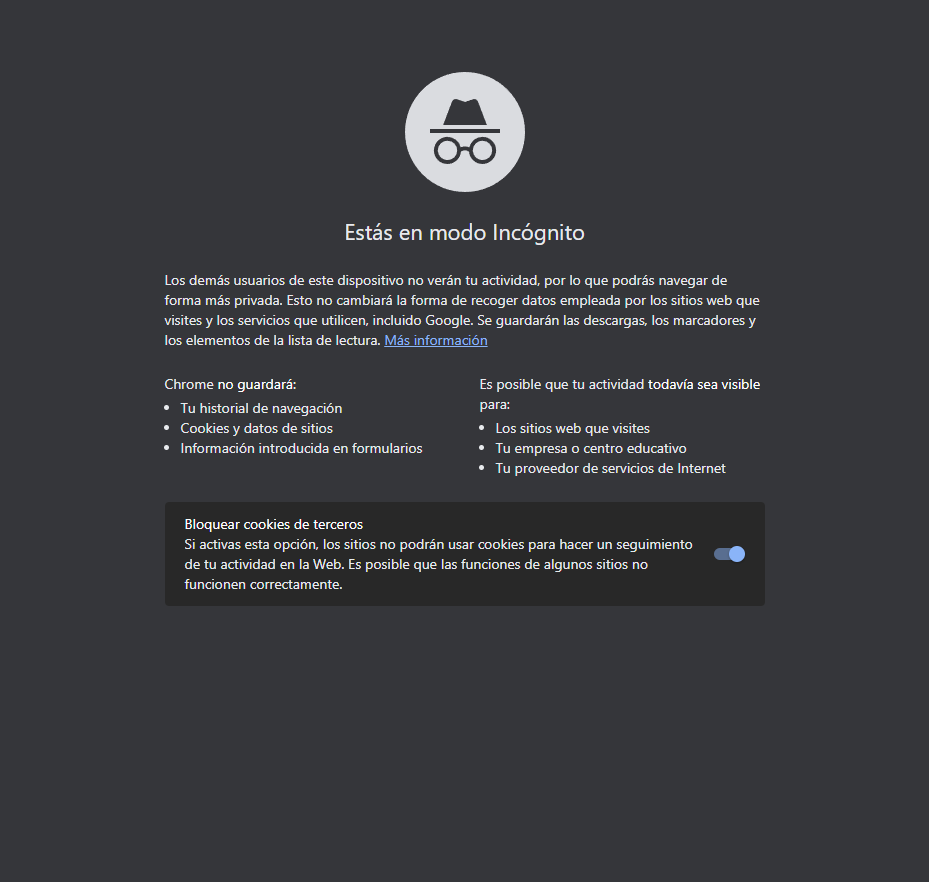 Estás en modo Incógnito
Los demás usuarios de este dispositivo no verán tu actividad, por lo que podrás navegar de
forma más privada. Esto no cambiará la forma de recoger datos empleada por los sitios web que
visites y los servicios que utilicen, incluido Google. Se guardarán las descargas, los marcadores y
los elementos de la lista de lectura. Más información
Chrome no guardará:
• Tu historial de navegación
• Cookies y datos de sitios
• Información introducida en formularios
Es posible que tu actividad todavía sea visible
para:
• Los sitios web que visites
• Tu empresa o centro educativo
• Tu proveedor de servicios de Internet
Bloquear cookies de terceros
Si activas esta opción, los sitios no podrán usar cookies para hacer un seguimiento
de tu actividad en la Web. Es posible que las funciones de algunos sitios no
funcionen correctamente.